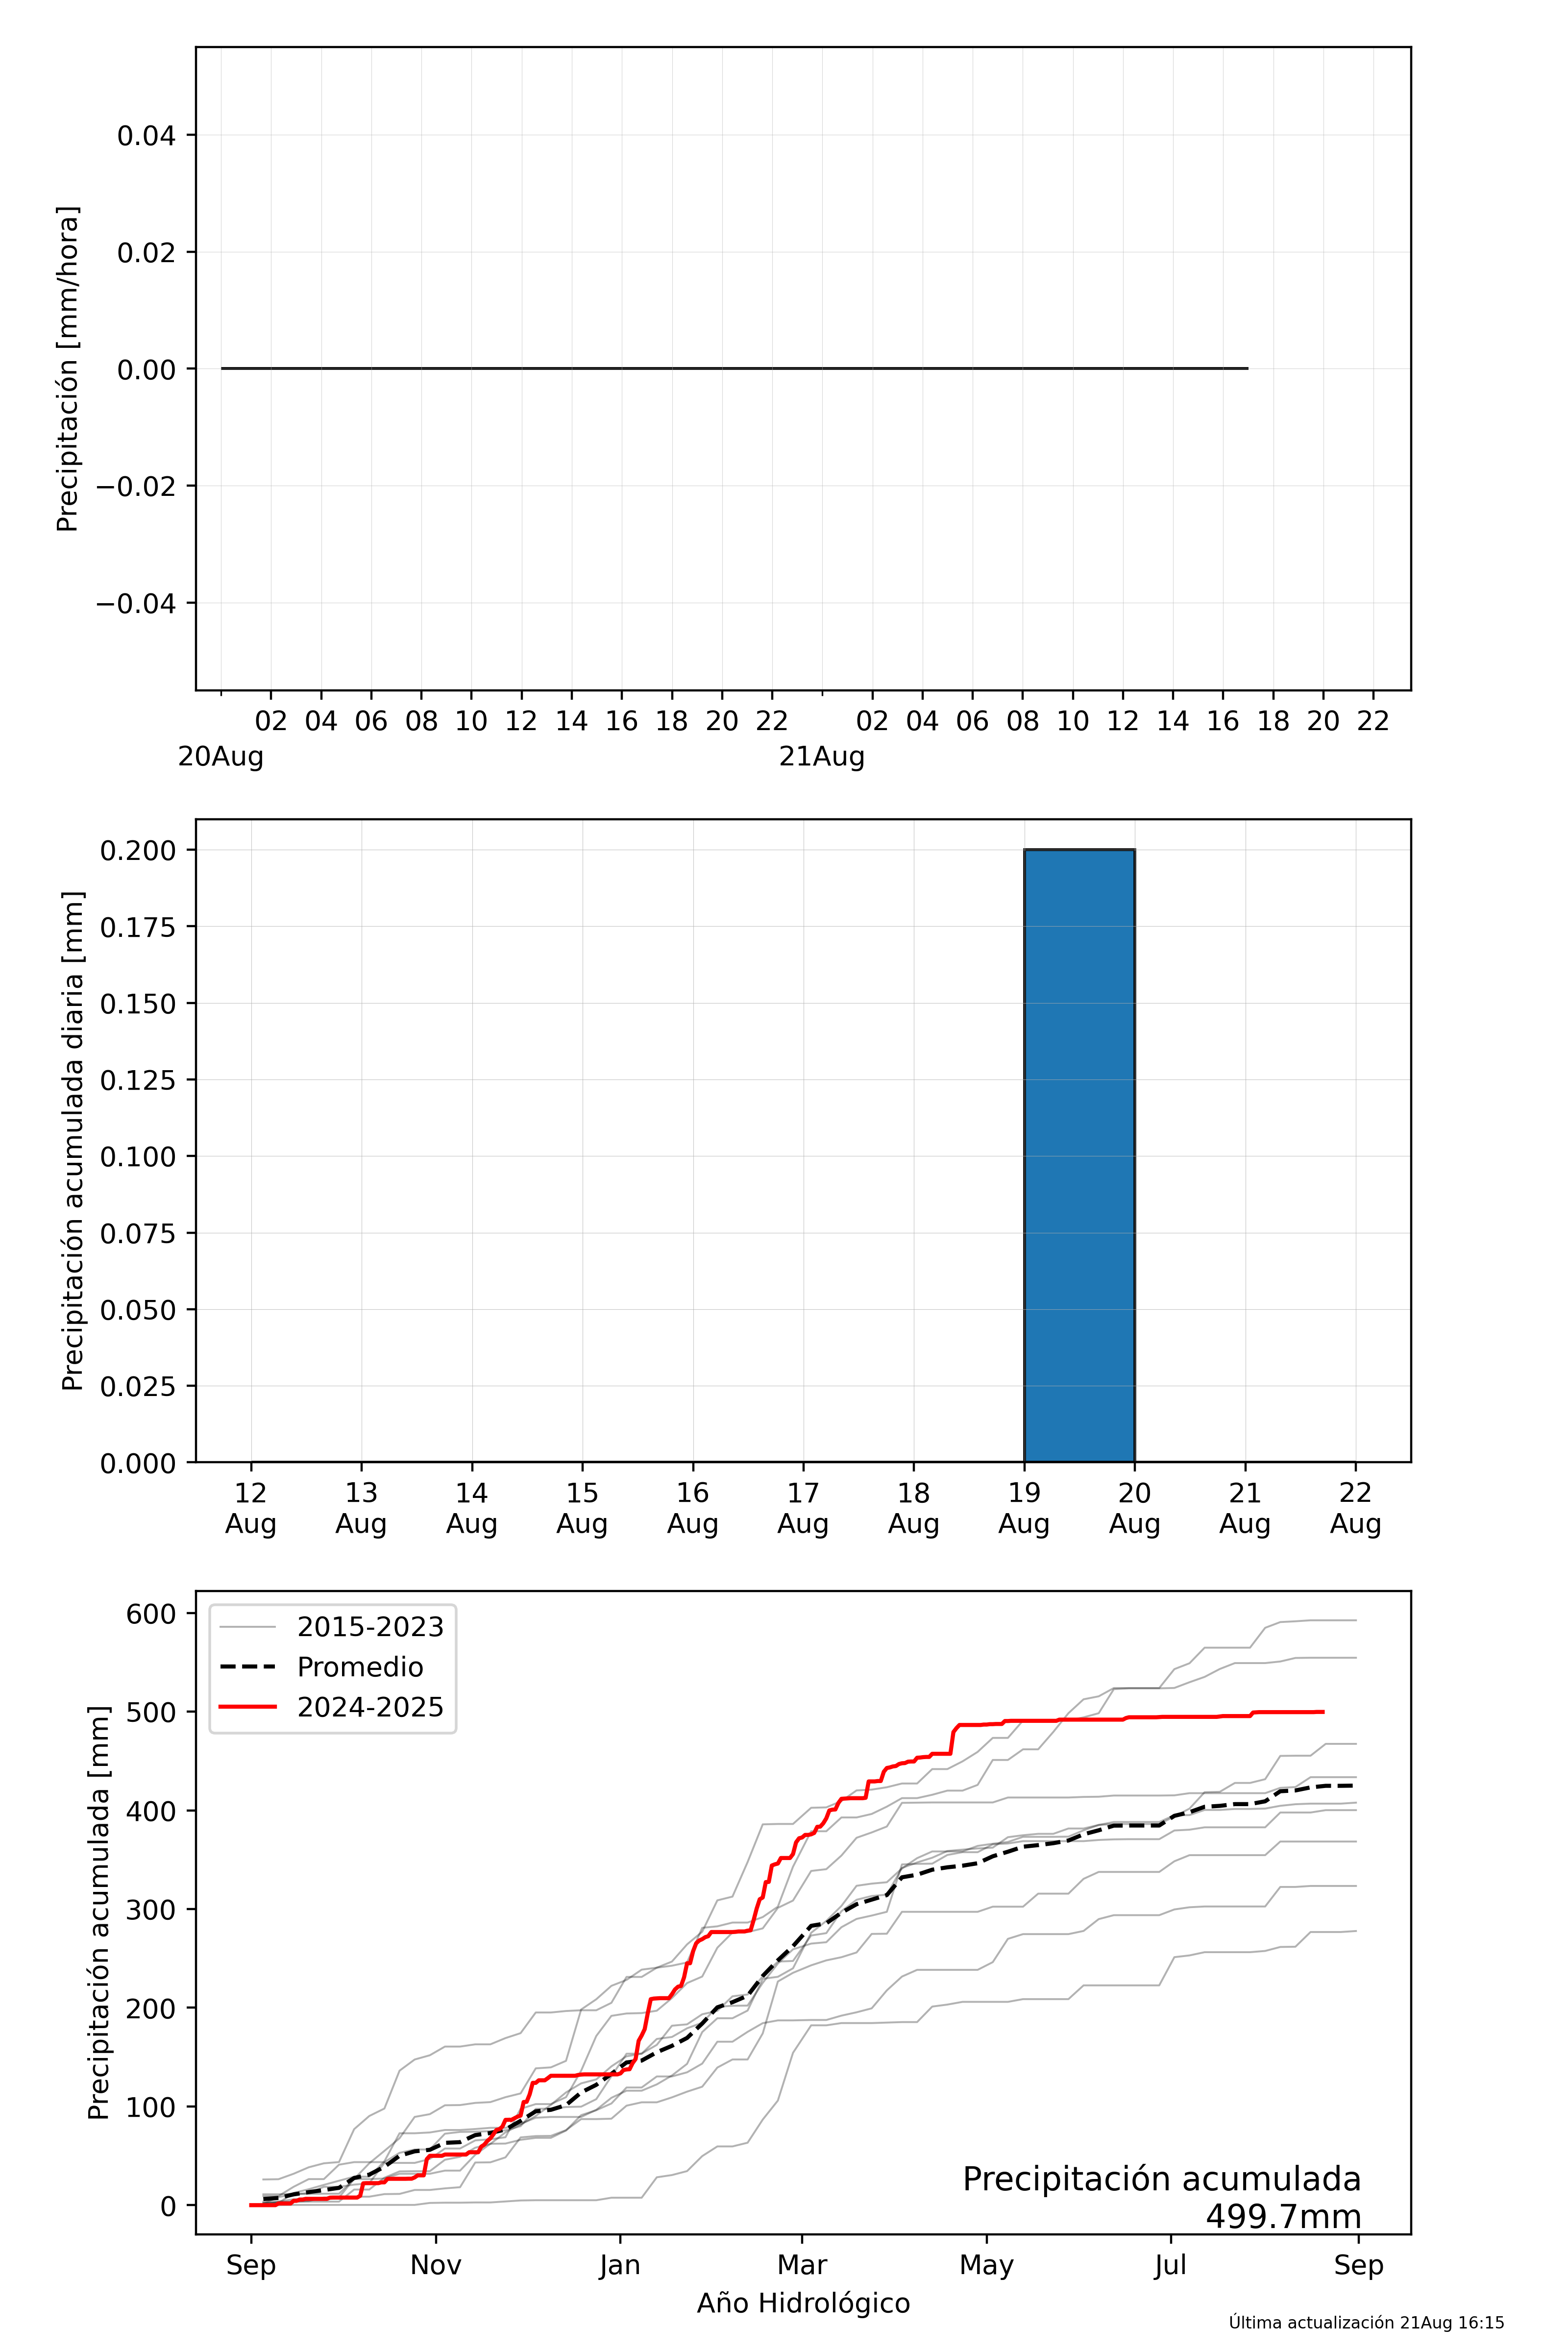 Precipitación [mm/hora]
0.04
0.02
0.00
−0.02
−0.04
02 04 06 08 10 12 14 16 18 20 22 02 04 06 08 10 12 14 16 18 20 22
20Aug 21Aug
Precipitación acumulada diaria [mm]
0.200
0.175
0.150
0.125
0.100
0.075
0.050
0.025
0.000
12 13 14 15 16 17 18 19 20 21 22
Aug Aug Aug Aug Aug Aug Aug Aug Aug Aug Aug
Precipitación acumulada [mm]
600
500
400
300
200
100
0
2015-2023
Promedio
2024-2025
Precipitación acumulada
499.7mm
Sep Nov Jan Mar May Jul Sep
Año Hidrológico
Última actualización 21Aug 16:15